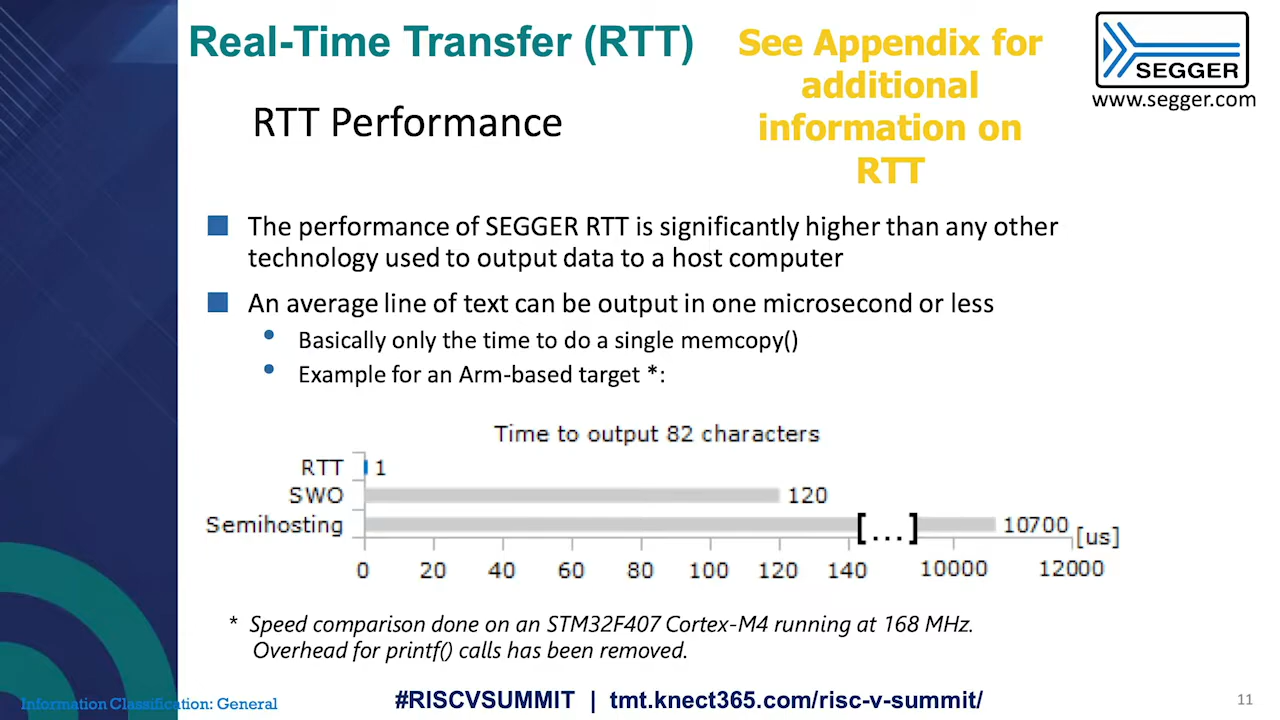 Real-Time Transfer (RTT)
See Appendix for
additional
information on
RTT
SEGGER
www.segger.com
RTT Performance
The performance of SEGGER RTT is significantly higher than any other
technology used to output data to a host computer
An average line of text can be output in one microsecond or less
Basically only the time to do a single memcopy()
Example for an Arm-based target *:
Time to output 82 characters
RTT 1
SWO 120
Semihosting [...] 10700 [us]
0 20 40 60 80 100 120 140 10000 12000
* Speed comparison done on an STM32F407 Cortex-M4 running at 168 MHz.
Overhead for printf() calls has been removed.
Information Classification: General
#RISCVSUMMIT | tmt.knect365.com/risc-v-summit/
11